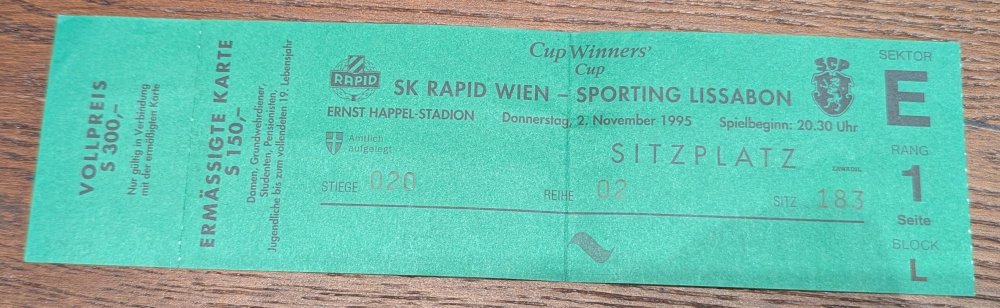 VOLLPREIS
S 300,–
Nur gültig in Verbindung
mit der ermäßigten Karte
ERMÄSSIGTE KARTE
S 150,–
Damen, Grundwehrdiener,
Studenten, Pensionisten,
Jugendliche bis zum vollendeten 19. Lebensjahr
Cup Winners'
Cup
RAPID
SCP
SK RAPID WIEN – SPORTING LISSABON
ERNST HAPPEL-STADION
Donnerstag, 2. November 1995
Spielbeginn: 20.30 Uhr
Amtlich
aufgelegt
SITZPLATZ
STIEGE 020
REIHE 02
SITZ 183
SEKTOR
E
RANG
1
Seite
BLOCK
L